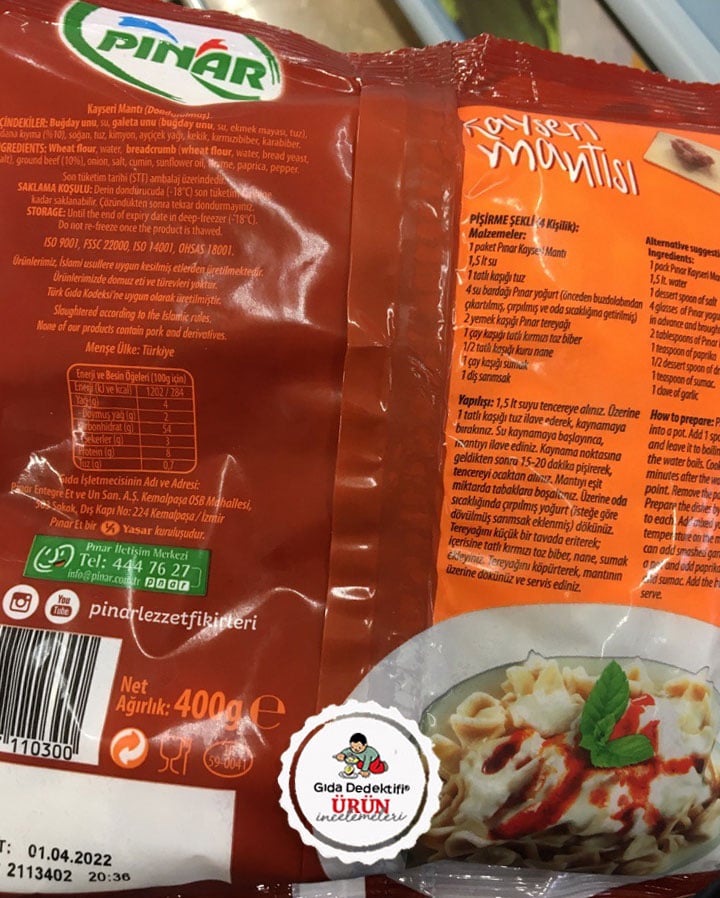 PINAR
Kayseri Mantı (Dondurulmuş)
İÇİNDEKİLER: Buğday unu, su, galeta unu (buğday unu, su, ekmek mayası, tuz),
dana kıyma (%10), soğan, tuz, kimyon, ayçiçek yağı, kekik, kırmızıbiber, karabiber.
INGREDIENTS: Wheat flour, water, breadcrumb (wheat flour, water, bread yeast,
salt), ground beef (10%), onion, salt, cumin, sunflower oil, thyme, paprica, pepper.
Son tüketim tarihi (STT) ambalaj üzerindedir.
SAKLAMA KOŞULU: Derin dondurucuda (-18°C) son tüketim tarihine
kadar saklanabilir. Çözündükten sonra tekrar dondurmayınız.
STORAGE: Until the end of expiry date in deep-freezer (-18°C).
Do not re-freeze once the product is thawed.
ISO 9001, FSSC 22000, ISO 14001, OHSAS 18001.
Ürünlerimiz, İslami usullere uygun kesilmiş etlerden üretilmektedir.
Ürünlerimizde domuz eti ve türevleri yoktur.
Türk Gıda Kodeksi'ne uygun olarak üretilmiştir.
Slaughtered according to the Islamic rules.
None of our products contain pork and derivatives.
Menşe Ülke: Türkiye
Enerji ve Besin Öğeleri (100g için)
Enerji (kJ ve kcal) 1202 / 284
Yağ (g) 4
-Doymuş yağ (g)
Karbonhidrat (g) 54
-Şekerler (g) 3
Protein (g) 8
Tuz (g) 0,7
Gıda İşletmecisinin Adı ve Adresi:
Pınar Entegre Et ve Un San. A.Ş. Kemalpaşa OSB Mahallesi,
503 Sokak, Dış Kapı No: 224 Kemalpaşa / İzmir
Pınar Et bir Yaşar kuruluşudur.
Pınar İletişim Merkezi
Tel: 444 76 27
info@pinar.com.tr PINAR
You Tube pinarlezzetfikirleri
110300
Net
Ağırlık: 400g e
59-0041
T: 01.04.2022
2113402 20:36
Kayseri
mantısı
PİŞİRME ŞEKLİ (4 Kişilik):
Malzemeler:
1 paket Pınar Kayseri Mantı
1,5 lt su
1 tatlı kaşığı tuz
4 su bardağı Pınar yoğurt (önceden buzdolabından
çıkartılmış, çırpılmış ve oda sıcaklığına getirilmiş)
2 yemek kaşığı Pınar tereyağı
1 çay kaşığı tatlı kırmızı toz biber
1/2 tatlı kaşığı kuru nane
1 çay kaşığı sumak
1 diş sarımsak
Yapılışı: 1,5 lt suyu tencereye alınız. Üzerine
1 tatlı kaşığı tuz ilave ederek, kaynamaya
bırakınız. Su kaynamaya başlayınca,
mantıyı ilave ediniz. Kaynama noktasına
geldikten sonra 15-20 dakika pişirerek,
tencereyi ocaktan alınız. Mantıyı eşit
miktarda tabaklara boşaltınız. Üzerine oda
sıcaklığında çırpılmış yoğurt (isteğe göre
dövülmüş sarımsak eklenmiş) dökünüz.
Tereyağını küçük bir tavada eriterek;
içerisine tatlı kırmızı toz biber, nane, sumak
ekleyiniz. Tereyağını köpürterek, mantının
üzerine dökünüz ve servis ediniz.
Alternative suggesti
Ingredients:
1 pack Pınar Kayseri Ma
1,5 lt. water
1 dessert spoon of salt
4 glasses of Pınar yog
in advance and brough
2 tablespoons of Pınar
1 teaspoon of paprika
1/2 dessert spoon of d
1 teaspoon of sumac
1 clove of garlic
How to prepare: P
into a pot. Add 1 sp
and leave it to boil
the water boils. Coo
minutes after the wa
point. Remove the p
Prepare the dishes b
to each. Add
temperature on
can add smashed gar
a pan and add paprika
and sumac. Add the
serve.
Gıda Dedektifi®
ÜRÜN
incelemeleri